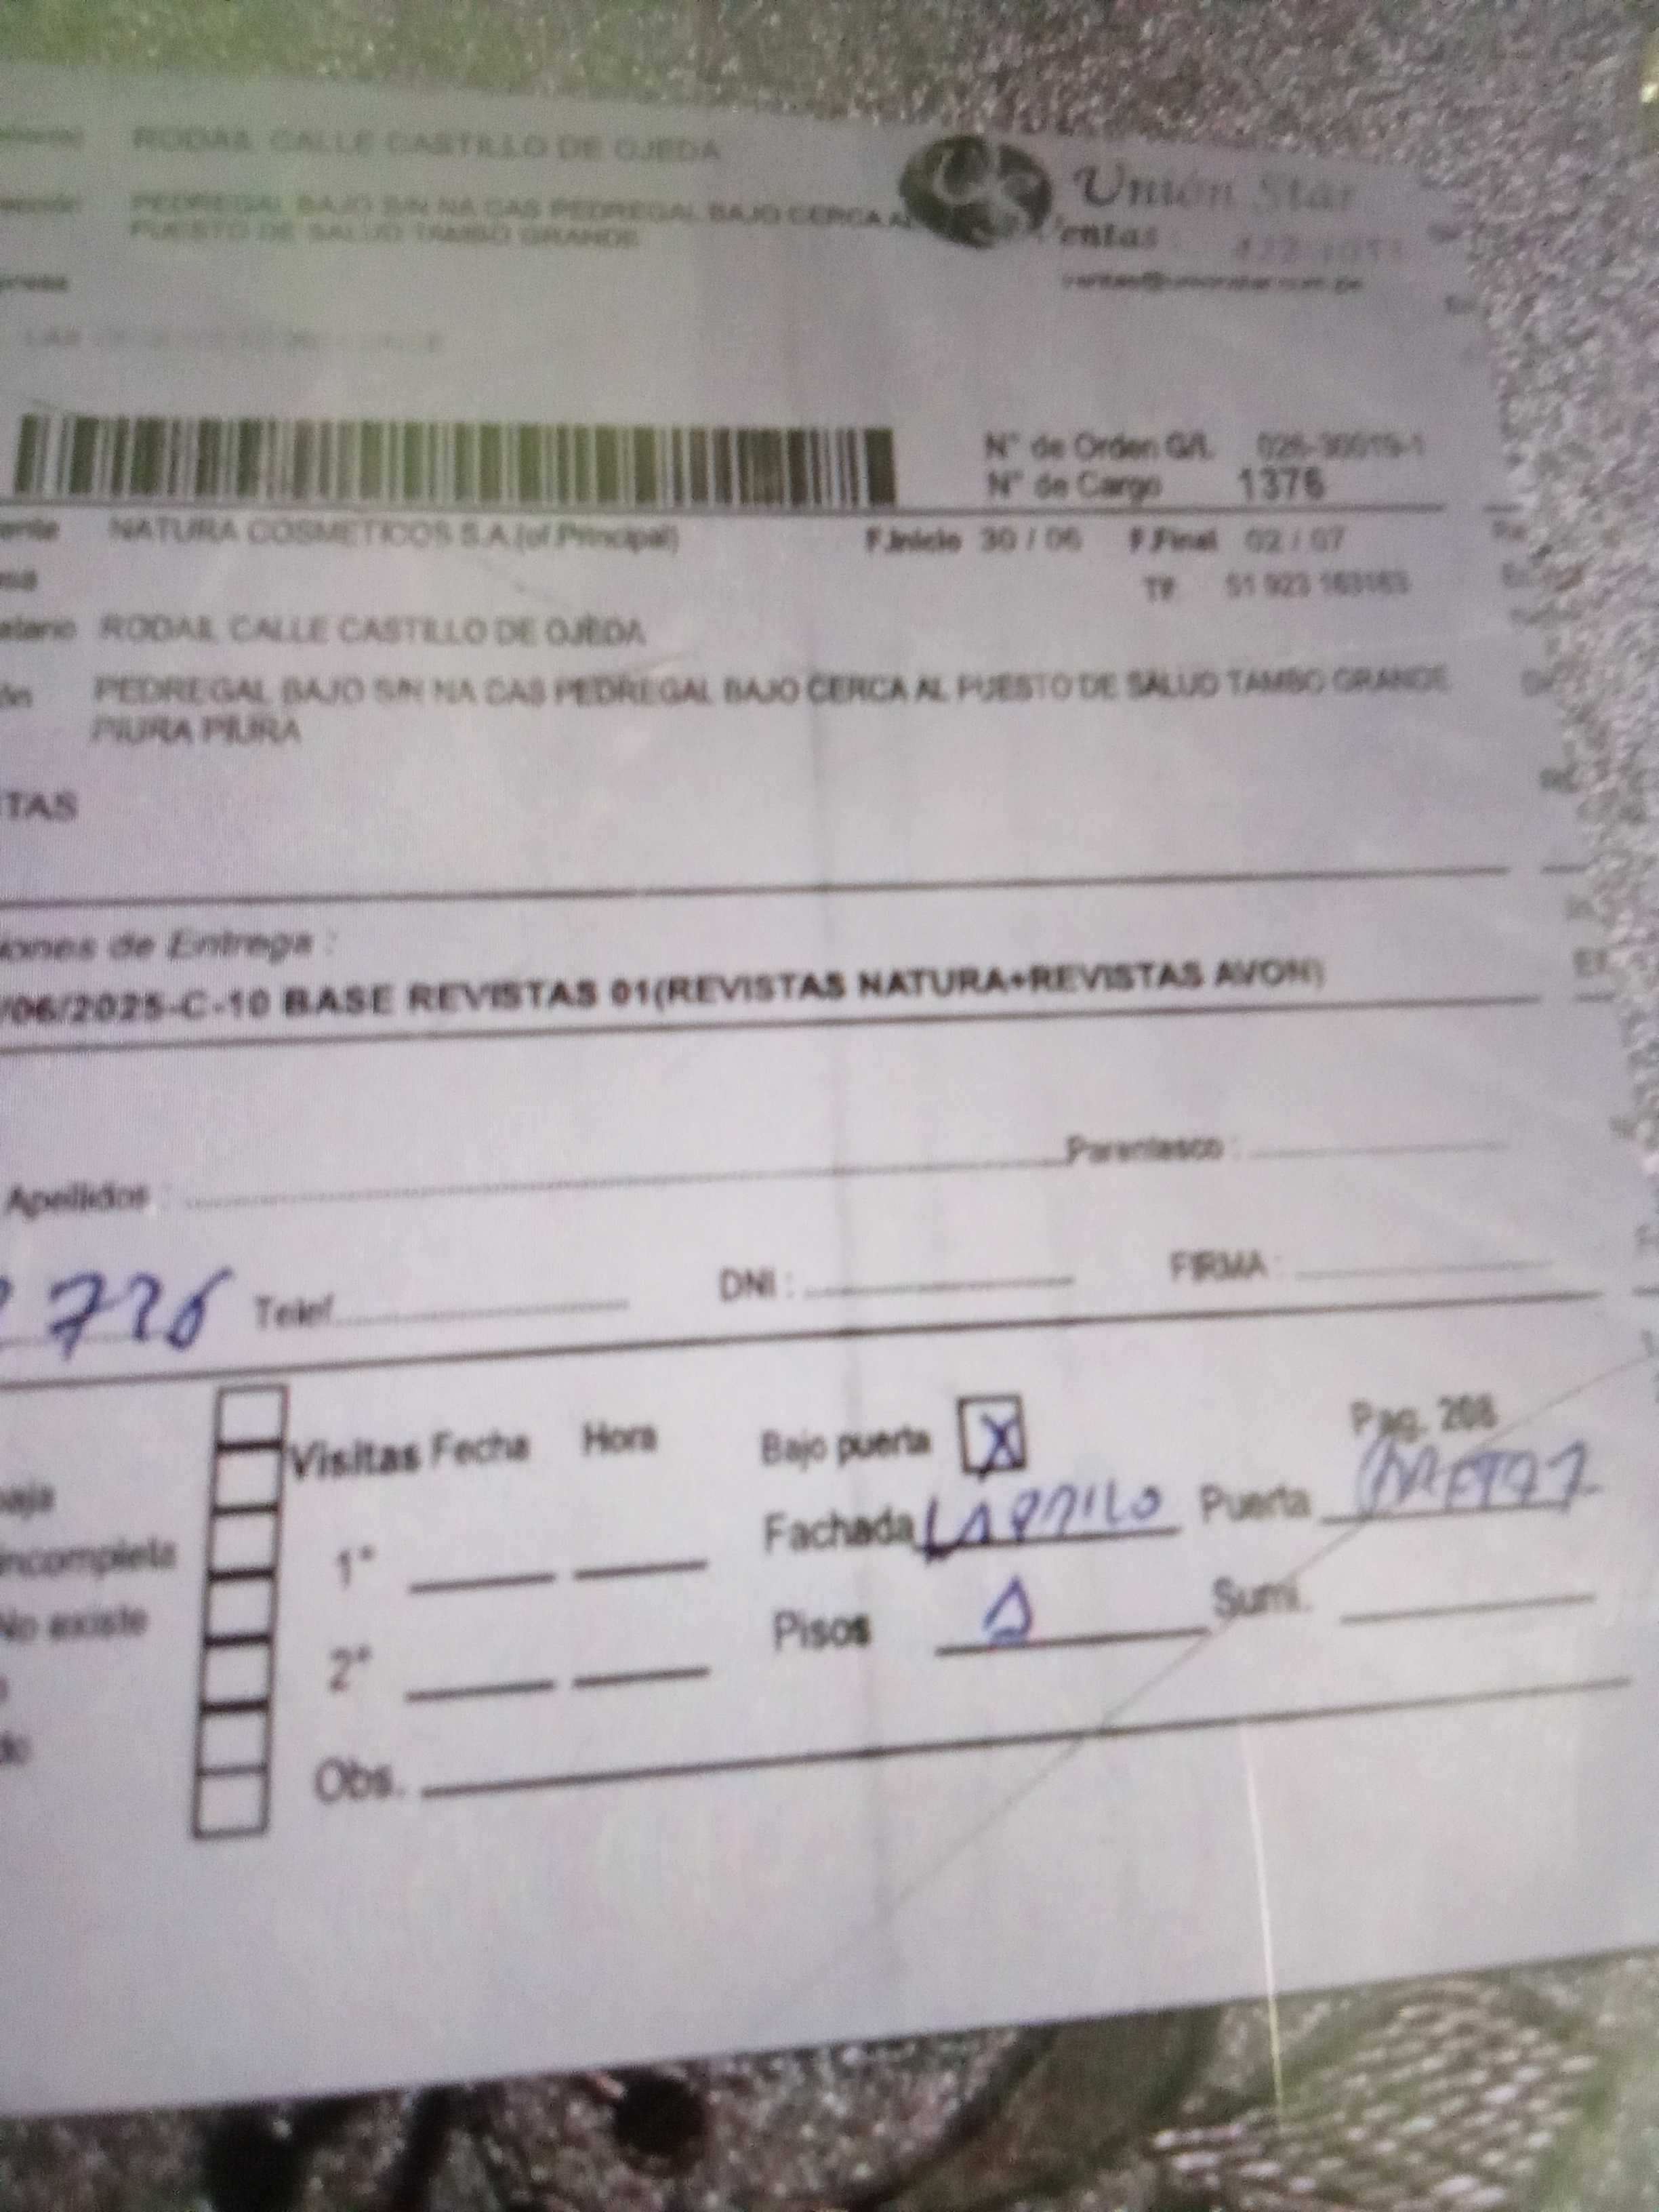 RODAS. CALLE CASTILLO DE OJEDA
PEDREGAL BAJO S/N NA CAS PEDREGAL BAJO CERCA AL
PUESTO DE SALUD TAMBO GRANDE
Unión Star
entas
N° de Orden G/L 026-30019-1
N° de Cargo 1376
NATURA COSMETICOS S.A.(of.Principal) F.Inicio 30 / 06 F.Final 02 / 07
Tlf. 51 923 163163
RODAS. CALLE CASTILLO DE OJEDA
PEDREGAL BAJO S/N NA CAS PEDREGAL BAJO CERCA AL PUESTO DE SALUD TAMBO GRANDE
PIURA PIURA
TAS
iones de Entrega :
/06/2025-C-10 BASE REVISTAS 01(REVISTAS NATURA+REVISTAS AVON)
Apellidos : Parentesco :
776 Telef. DNI : FIRMA :
Visitas Fecha Hora Bajo puerta X Pag. 208
Fachada LADRILO Puerta METAL
incompleta 1°
No existe Pisos 1 Sumi.
2°
Obs.